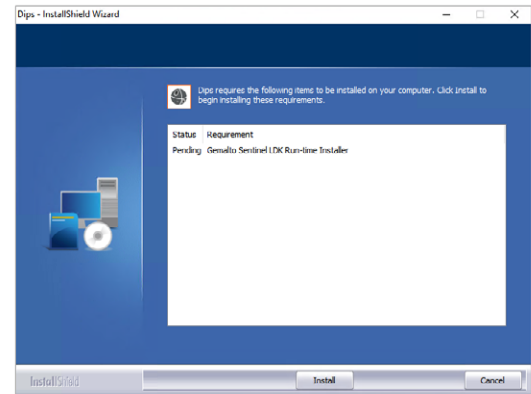 Dips - InstallShield Wizard
Dips requires the following items to be installed on your computer. Click Install to
begin installing these requirements.
Status Requirement
Pending Gemalto Sentinel LDK Run-time Installer
InstallShield
Install
Cancel